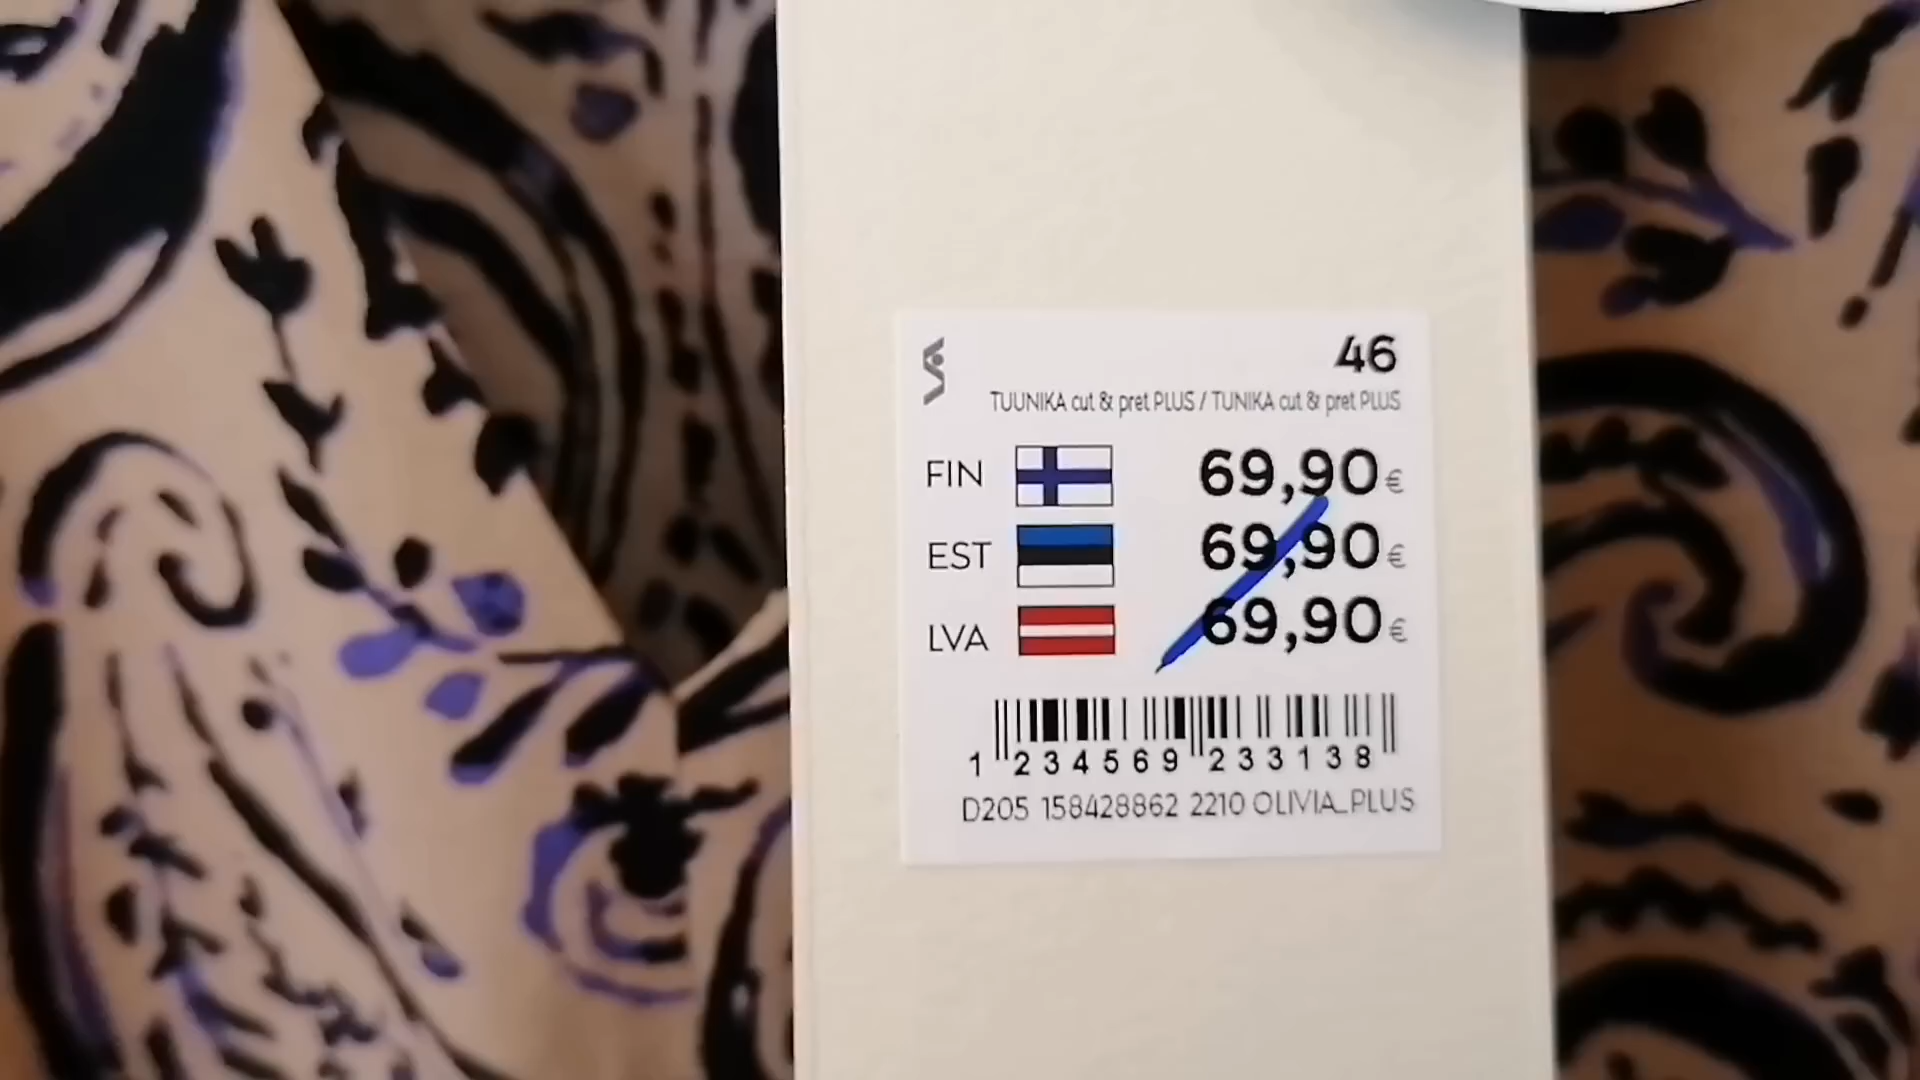 46
TUUNIKA cut & pret PLUS / TUNIKA cut & pret PLUS
FIN 69,90 €
EST 69,90 €
LVA 69,90 €
1 234569 233138
D205 158428862 2210 OLIVIA_PLUS